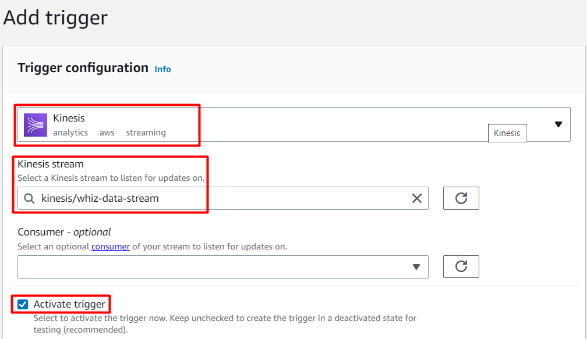 Add trigger
Trigger configuration Info
Kinesis
analytics aws streaming
Kinesis
Kinesis stream
Select a Kinesis stream to listen for updates on.
kinesis/whiz-data-stream
Consumer - optional
Select an optional consumer of your stream to listen for updates on.
Activate trigger
Select to activate the trigger now. Keep unchecked to create the trigger in a deactivated state for
testing (recommended).